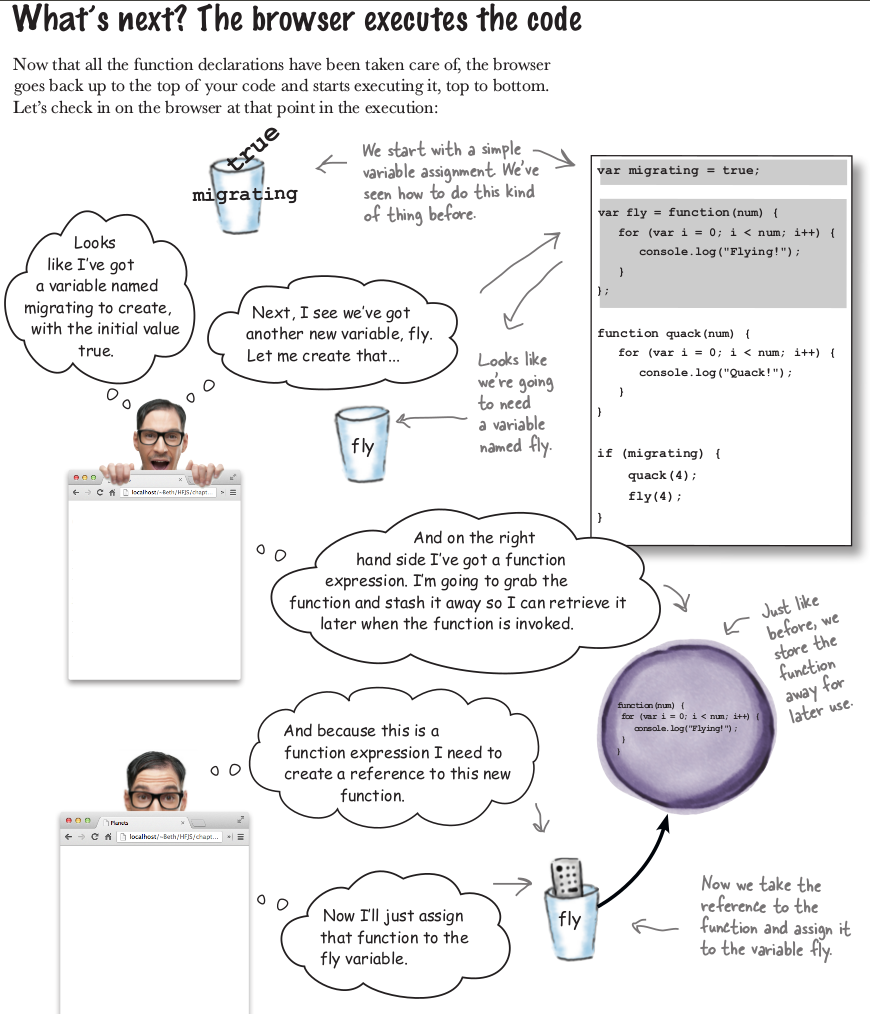 What's next? The browser executes the code
Now that all the function declarations have been taken care of, the browser
goes back up to the top of your code and starts executing it, top to bottom.
Let's check in on the browser at that point in the execution:
true
migrating
We start with a simple
variable assignment. We've
seen how to do this kind
of thing before.
var migrating = true;
var fly = function(num) {
for (var i = 0; i < num; i++) {
console.log("Flying!");
}
};
function quack(num) {
for (var i = 0; i < num; i++) {
console.log("Quack!");
}
}
if (migrating) {
quack(4);
fly(4);
}
Looks
like I've got
a variable named
migrating to create,
with the initial value
true.
Next, I see we've got
another new variable, fly.
Let me create that...
Looks like
we're going
to need
a variable
named fly.
fly
localhost/~Beth/HFJS/chapt...
And on the right
hand side I've got a function
expression. I'm going to grab the
function and stash it away so I can retrieve it
later when the function is invoked.
Just like
before, we
store the
function
away for
later use.
function(num) {
for (var i = 0; i < num; i++) {
console.log("Flying!");
}
}
And because this is a
function expression I need to
create a reference to this new
function.
Planets
localhost/~Beth/HFJS/chapt...
Now I'll just assign
that function to the
fly variable.
fly
Now we take the
reference to the
function and assign it
to the variable fly.